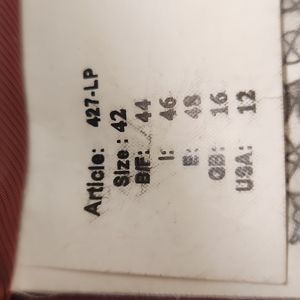 Article: 427-LP
Size: 42
B/F: 44
I: 46
E: 48
GB: 16
USA: 12